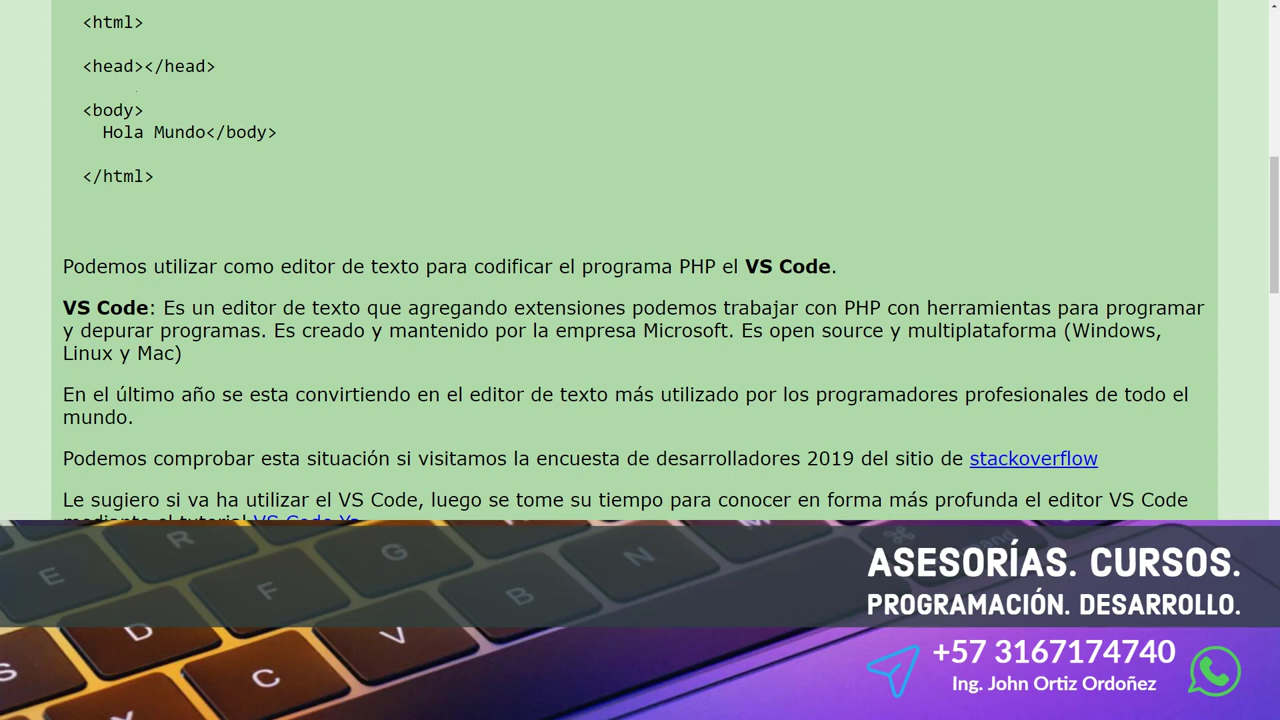 <html>
<head></head>
<body>
Hola Mundo</body>
</html>
Podemos utilizar como editor de texto para codificar el programa PHP el VS Code.
VS Code: Es un editor de texto que agregando extensiones podemos trabajar con PHP con herramientas para programar
y depurar programas. Es creado y mantenido por la empresa Microsoft. Es open source y multiplataforma (Windows,
Linux y Mac)
En el último año se esta convirtiendo en el editor de texto más utilizado por los programadores profesionales de todo el
mundo.
Podemos comprobar esta situación si visitamos la encuesta de desarrolladores 2019 del sitio de stackoverflow
Le sugiero si va ha utilizar el VS Code, luego se tome su tiempo para conocer en forma más profunda el editor VS Code
mediante el tutorial VS Code Ya
E R F G D C V B N M
S
ASESORÍAS. CURSOS.
PROGRAMACIÓN. DESARROLLO.
+57 3167174740
Ing. John Ortiz Ordoñez